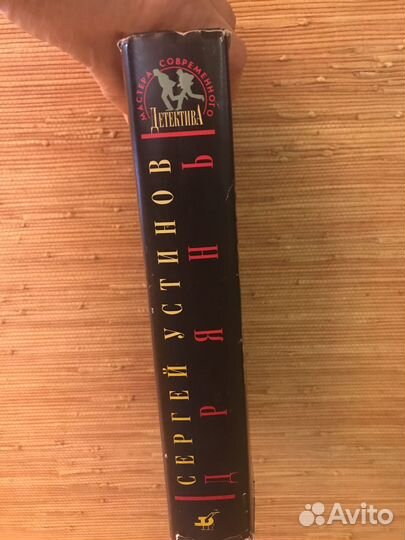 МАСТЕРА СОВРЕМЕННОГО
ДЕТЕКТИВА
СЕРГЕЙ УСТИНОВ
ДРЯНЬ
Avito